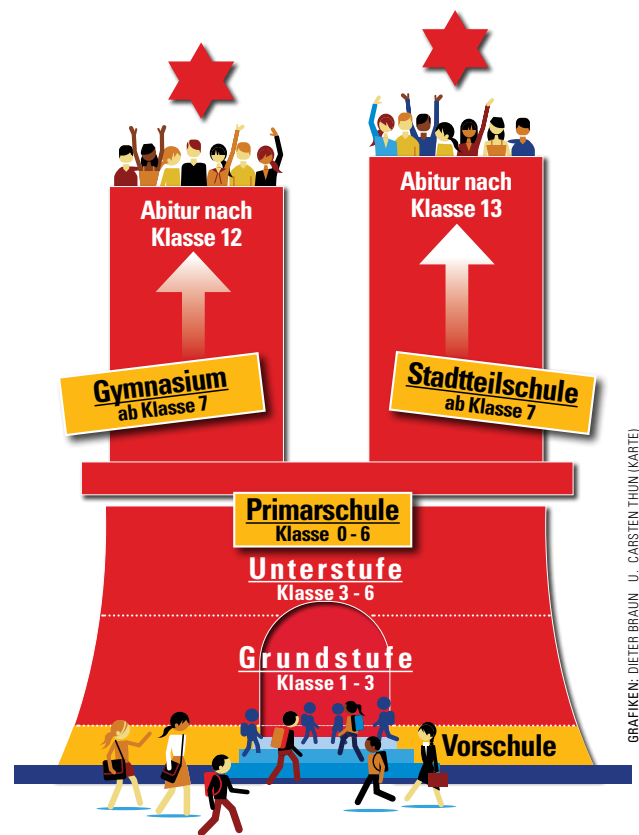 Abitur nach
Klasse 12
Abitur nach
Klasse 13
Gymnasium
ab Klasse 7
Stadtteilschule
ab Klasse 7
Primarschule
Klasse 0 - 6
Unterstufe
Klasse 3 - 6
Grundstufe
Klasse 1 - 3
Vorschule
GRAFIKEN: DIETER BRAUN U. CARSTEN THUN (KARTE)